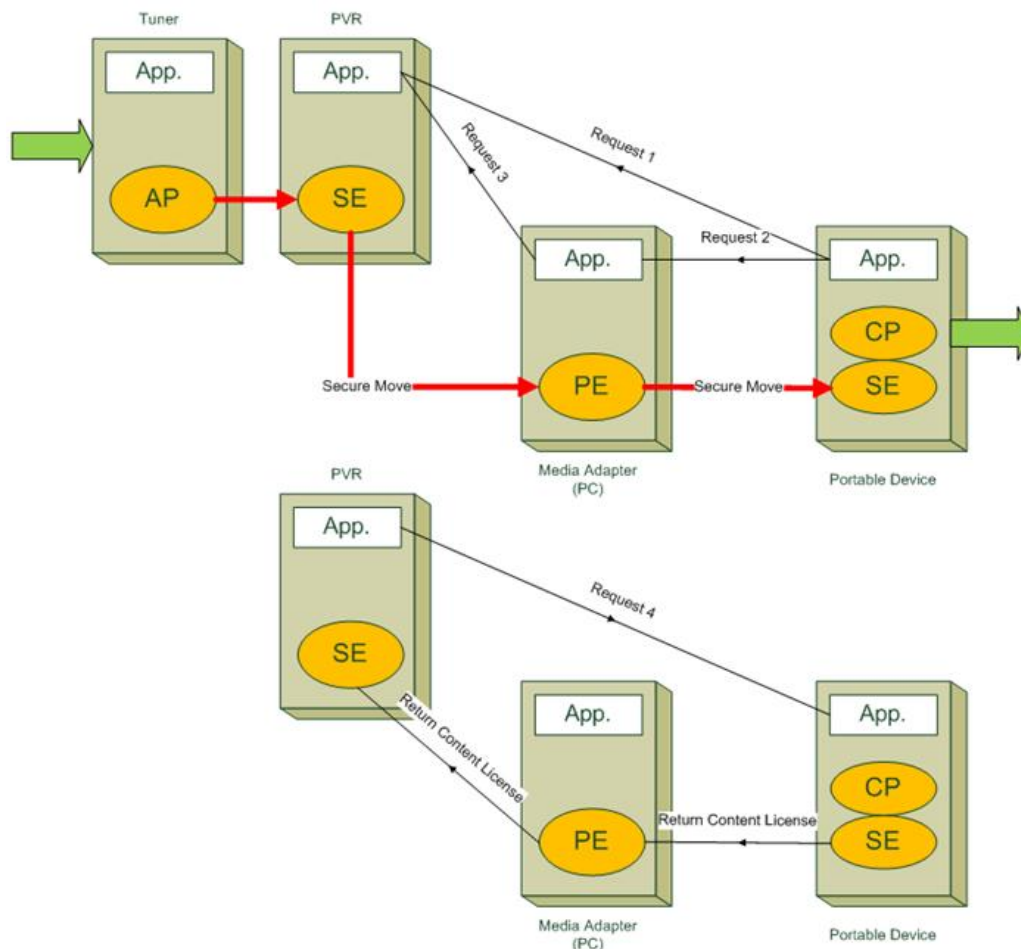 Tuner
PVR
App.
App.
Request 1
Request 3
AP
SE
Request 2
App.
App.
CP
Secure Move
PE
Secure Move
SE
Media Adapter
(PC)
Portable Device
PVR
App.
Request 4
SE
Return Content License
App.
App.
CP
Return Content License
PE
SE
Media Adapter
(PC)
Portable Device